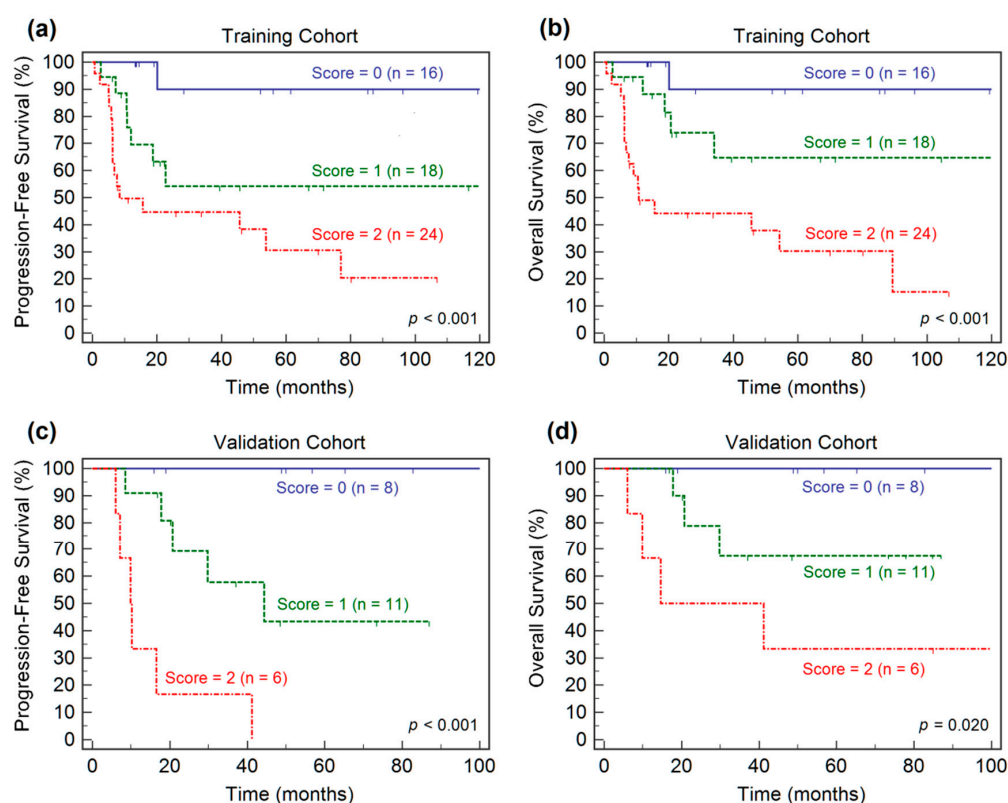 (a)
Training Cohort
Progression-Free Survival (%)
100
90
80
70
60
50
40
30
20
10
0
Score = 0 (n = 16)
Score = 1 (n = 18)
Score = 2 (n = 24)
p < 0.001
0 20 40 60 80 100 120
Time (months)
(b)
Training Cohort
Overall Survival (%)
100
90
80
70
60
50
40
30
20
10
0
Score = 0 (n = 16)
Score = 1 (n = 18)
Score = 2 (n = 24)
p < 0.001
0 20 40 60 80 100 120
Time (months)
(c)
Validation Cohort
Progression-Free Survival (%)
100
90
80
70
60
50
40
30
20
10
0
Score = 0 (n = 8)
Score = 1 (n = 11)
Score = 2 (n = 6)
p < 0.001
0 20 40 60 80 100
Time (months)
(d)
Validation Cohort
Overall Survival (%)
100
90
80
70
60
50
40
30
20
10
0
Score = 0 (n = 8)
Score = 1 (n = 11)
Score = 2 (n = 6)
p = 0.020
0 20 40 60 80 100
Time (months)